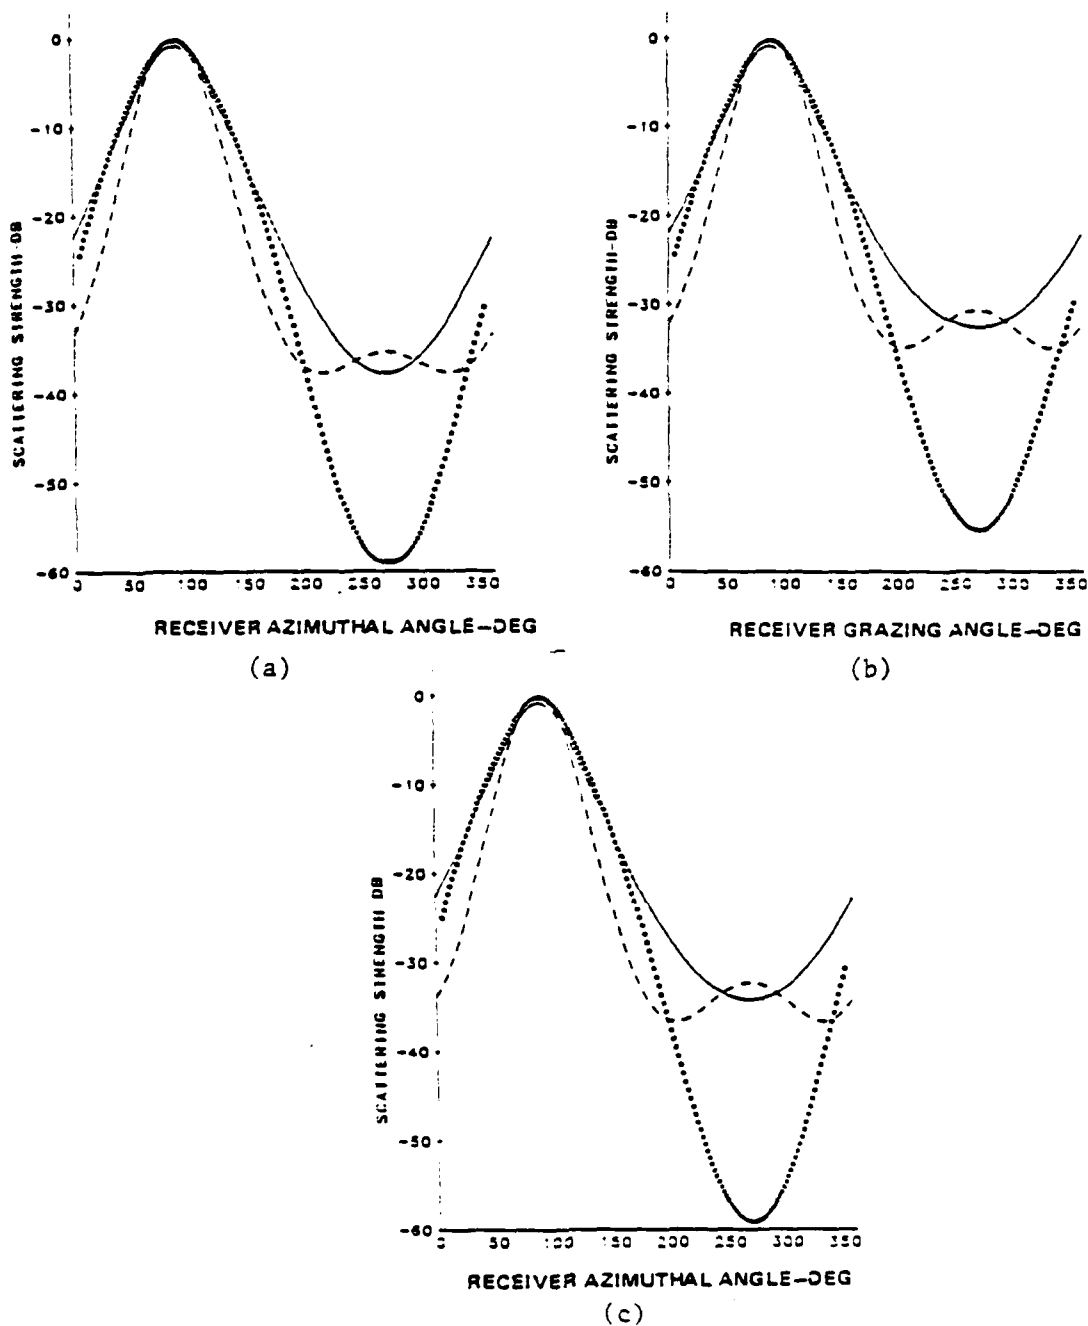 0
-10
-20
-30
-40
-50
-60
SCATTERING STRENGTH-DB
0 50 100 150 200 250 300 350
RECEIVER AZIMUTHAL ANGLE—DEG
(a)
0
-10
-20
-30
-40
-50
-60
SCATTERING STRENGTH-DB
0 50 100 150 200 250 300 350
RECEIVER GRAZING ANGLE—DEG
(b)
0
-10
-20
-30
-40
-50
-60
SCATTERING STRENGTH DB
0 50 100 150 200 250 300 350
RECEIVER AZIMUTHAL ANGLE—DEG
(c)